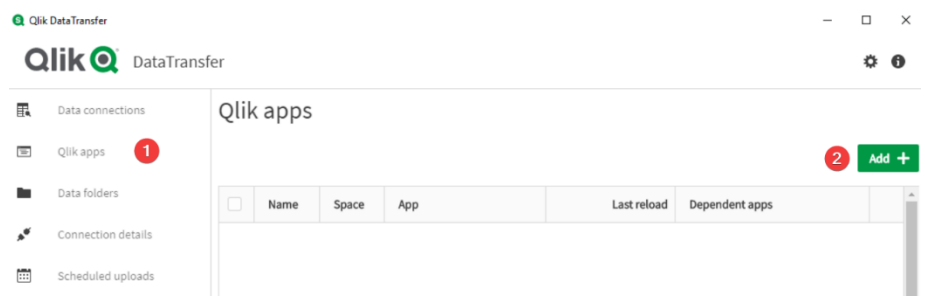 Qlik DataTransfer
Qlik DataTransfer
Data connections
Qlik apps 1
Data folders
Connection details
Scheduled uploads
Qlik apps
2 Add +
Name Space App Last reload Dependent apps